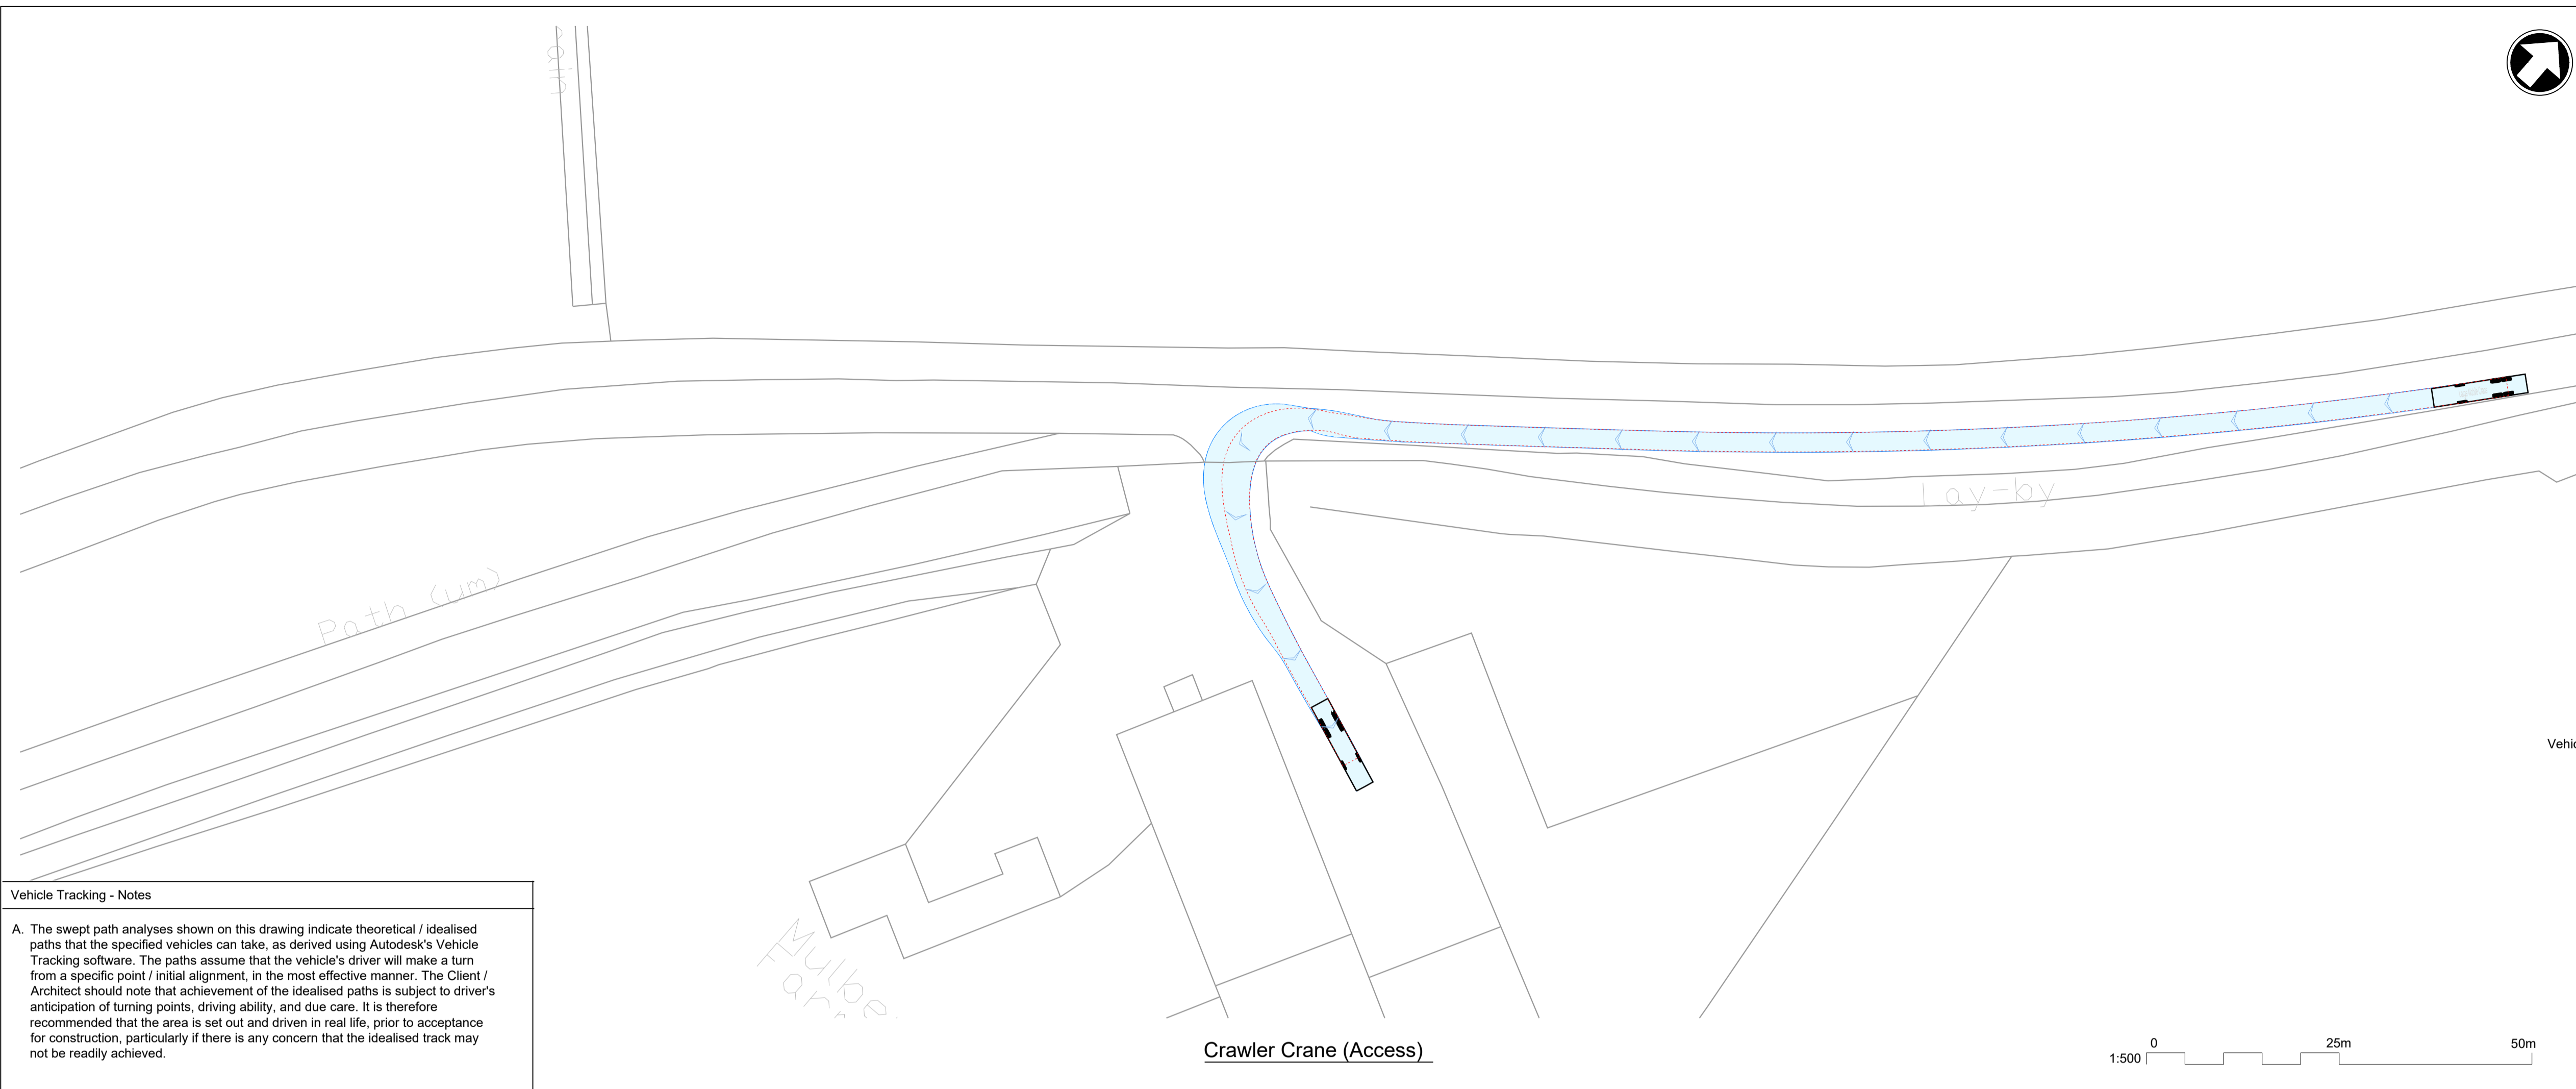 Path (um)
lay-by
Vehicle Tracking - Notes
A. The swept path analyses shown on this drawing indicate theoretical / idealised
paths that the specified vehicles can take, as derived using Autodesk's Vehicle
Tracking software. The paths assume that the vehicle's driver will make a turn
from a specific point / initial alignment, in the most effective manner. The Client /
Architect should note that achievement of the idealised paths is subject to driver's
anticipation of turning points, driving ability, and due care. It is therefore
recommended that the area is set out and driven in real life, prior to acceptance
for construction, particularly if there is any concern that the idealised track may
not be readily achieved.
Mulbe
Crawler Crane (Access)
0 25m 50m
1:500